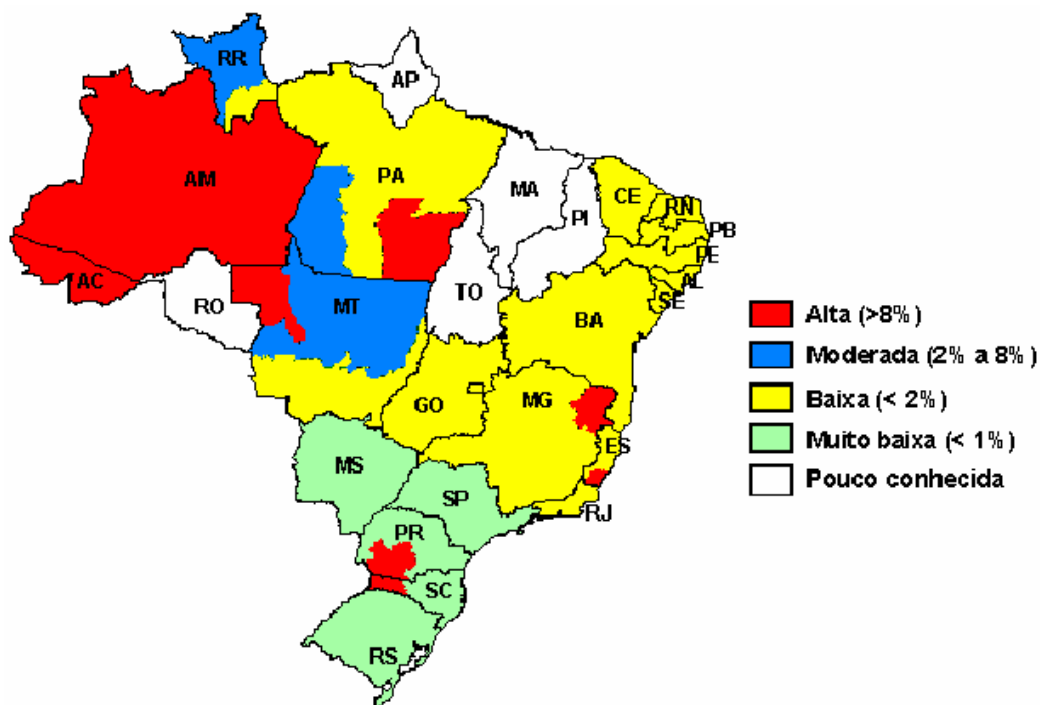 RR
AP
AM
PA
MA
CE
RN
PI
PB
PE
AC
AL
RO
TO
SE
MT
BA
GO
MG
ES
MS
SP
RJ
PR
SC
RS
Alta (>8%)
Moderada (2% a 8%)
Baixa (< 2%)
Muito baixa (< 1%)
Pouco conhecida